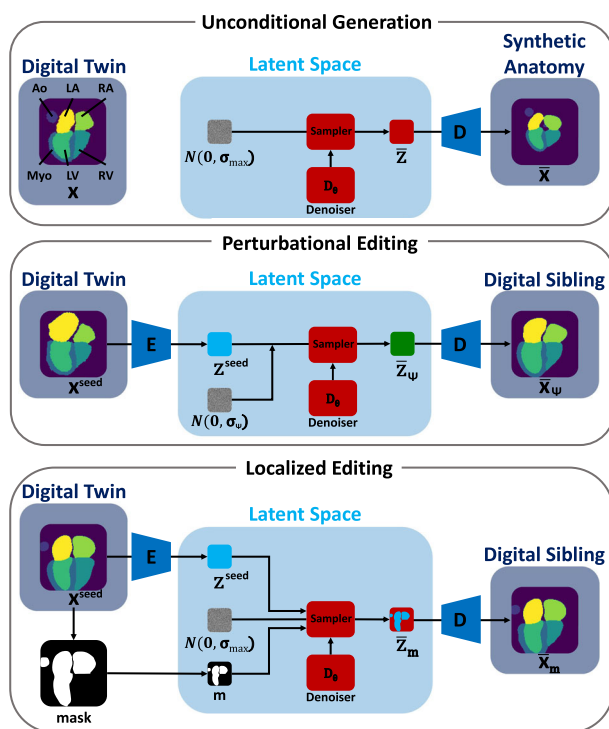 Unconditional Generation
Digital Twin
Ao LA RA
Myo LV RV
X
Latent Space
N(0, σmax)
Sampler
Dθ
Denoiser
Z̅
D
Synthetic
Anatomy
X̅
Perturbational Editing
Digital Twin
Xseed
E
Latent Space
Zseed
N(0, σψ)
Sampler
Dθ
Denoiser
Z̅ψ
D
Digital Sibling
X̅ψ
Localized Editing
Digital Twin
Xseed
mask
E
Latent Space
Zseed
N(0, σmax)
m
Sampler
Dθ
Denoiser
Z̅m
D
Digital Sibling
X̅m